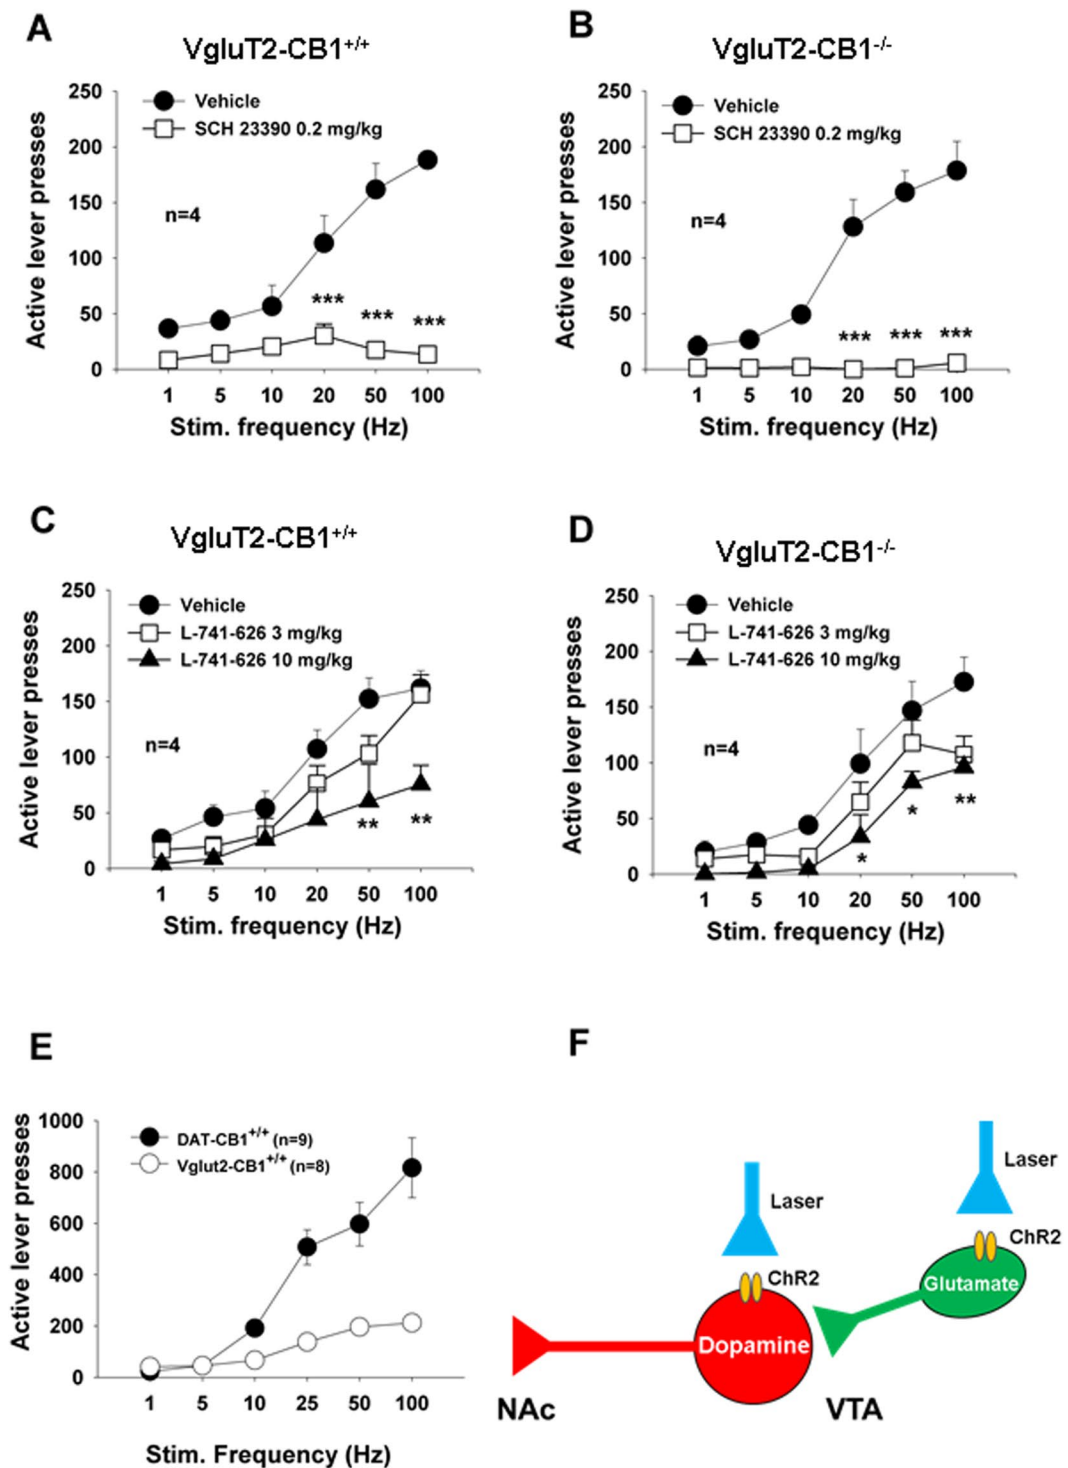 A
VgluT2-CB1+/+
Active lever presses
250
200
150
100
50
0
Vehicle
SCH 23390 0.2 mg/kg
n=4
***
***
***
1 5 10 20 50 100
Stim. frequency (Hz)
B
VgluT2-CB1-/-
Active lever presses
250
200
150
100
50
0
Vehicle
SCH 23390 0.2 mg/kg
n=4
*** *** ***
1 5 10 20 50 100
Stim. frequency (Hz)
C
VgluT2-CB1+/+
Active lever presses
250
200
150
100
50
0
Vehicle
L-741-626 3 mg/kg
L-741-626 10 mg/kg
n=4
** **
1 5 10 20 50 100
Stim. frequency (Hz)
D
VgluT2-CB1-/-
Active lever presses
250
200
150
100
50
0
Vehicle
L-741-626 3 mg/kg
L-741-626 10 mg/kg
n=4
*
*
**
1 5 10 20 50 100
Stim. frequency (Hz)
E
Active lever presses
1000
800
600
400
200
0
DAT-CB1+/+ (n=9)
Vglut2-CB1+/+ (n=8)
1 5 10 25 50 100
Stim. Frequency (Hz)
F
Laser
Laser
ChR2
ChR2
Glutamate
Dopamine
NAc
VTA